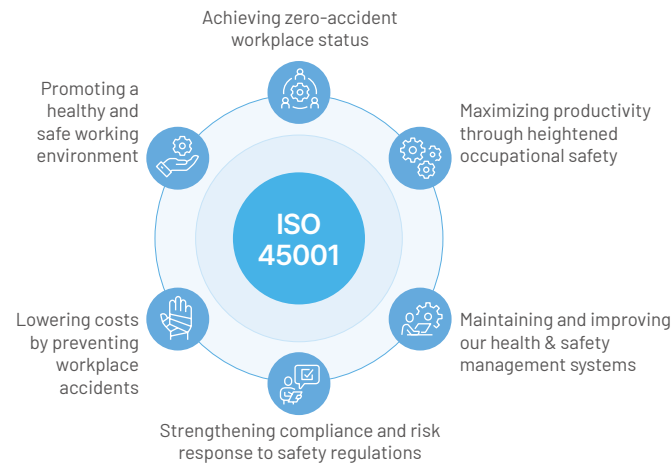 Achieving zero-accident
workplace status
Promoting a
healthy and
safe working
environment
Maximizing productivity
through heightened
occupational safety
ISO
45001
Lowering costs
by preventing
workplace
accidents
Maintaining and improving
our health & safety
management systems
Strengthening compliance and risk
response to safety regulations